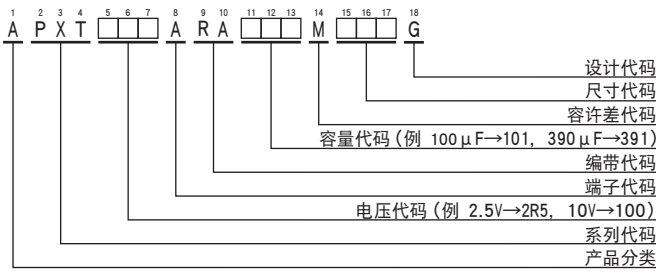 1 2 3 4 5 6 7 8 9 10 11 12 13 14 15 16 17 18
A P X T □□□ A R A □□□ M □□□ G
设计代码
尺寸代码
容许差代码
容量代码(例 100μF→101, 390μF→391)
编带代码
端子代码
电压代码(例 2.5V→2R5, 10V→100)
系列代码
产品分类